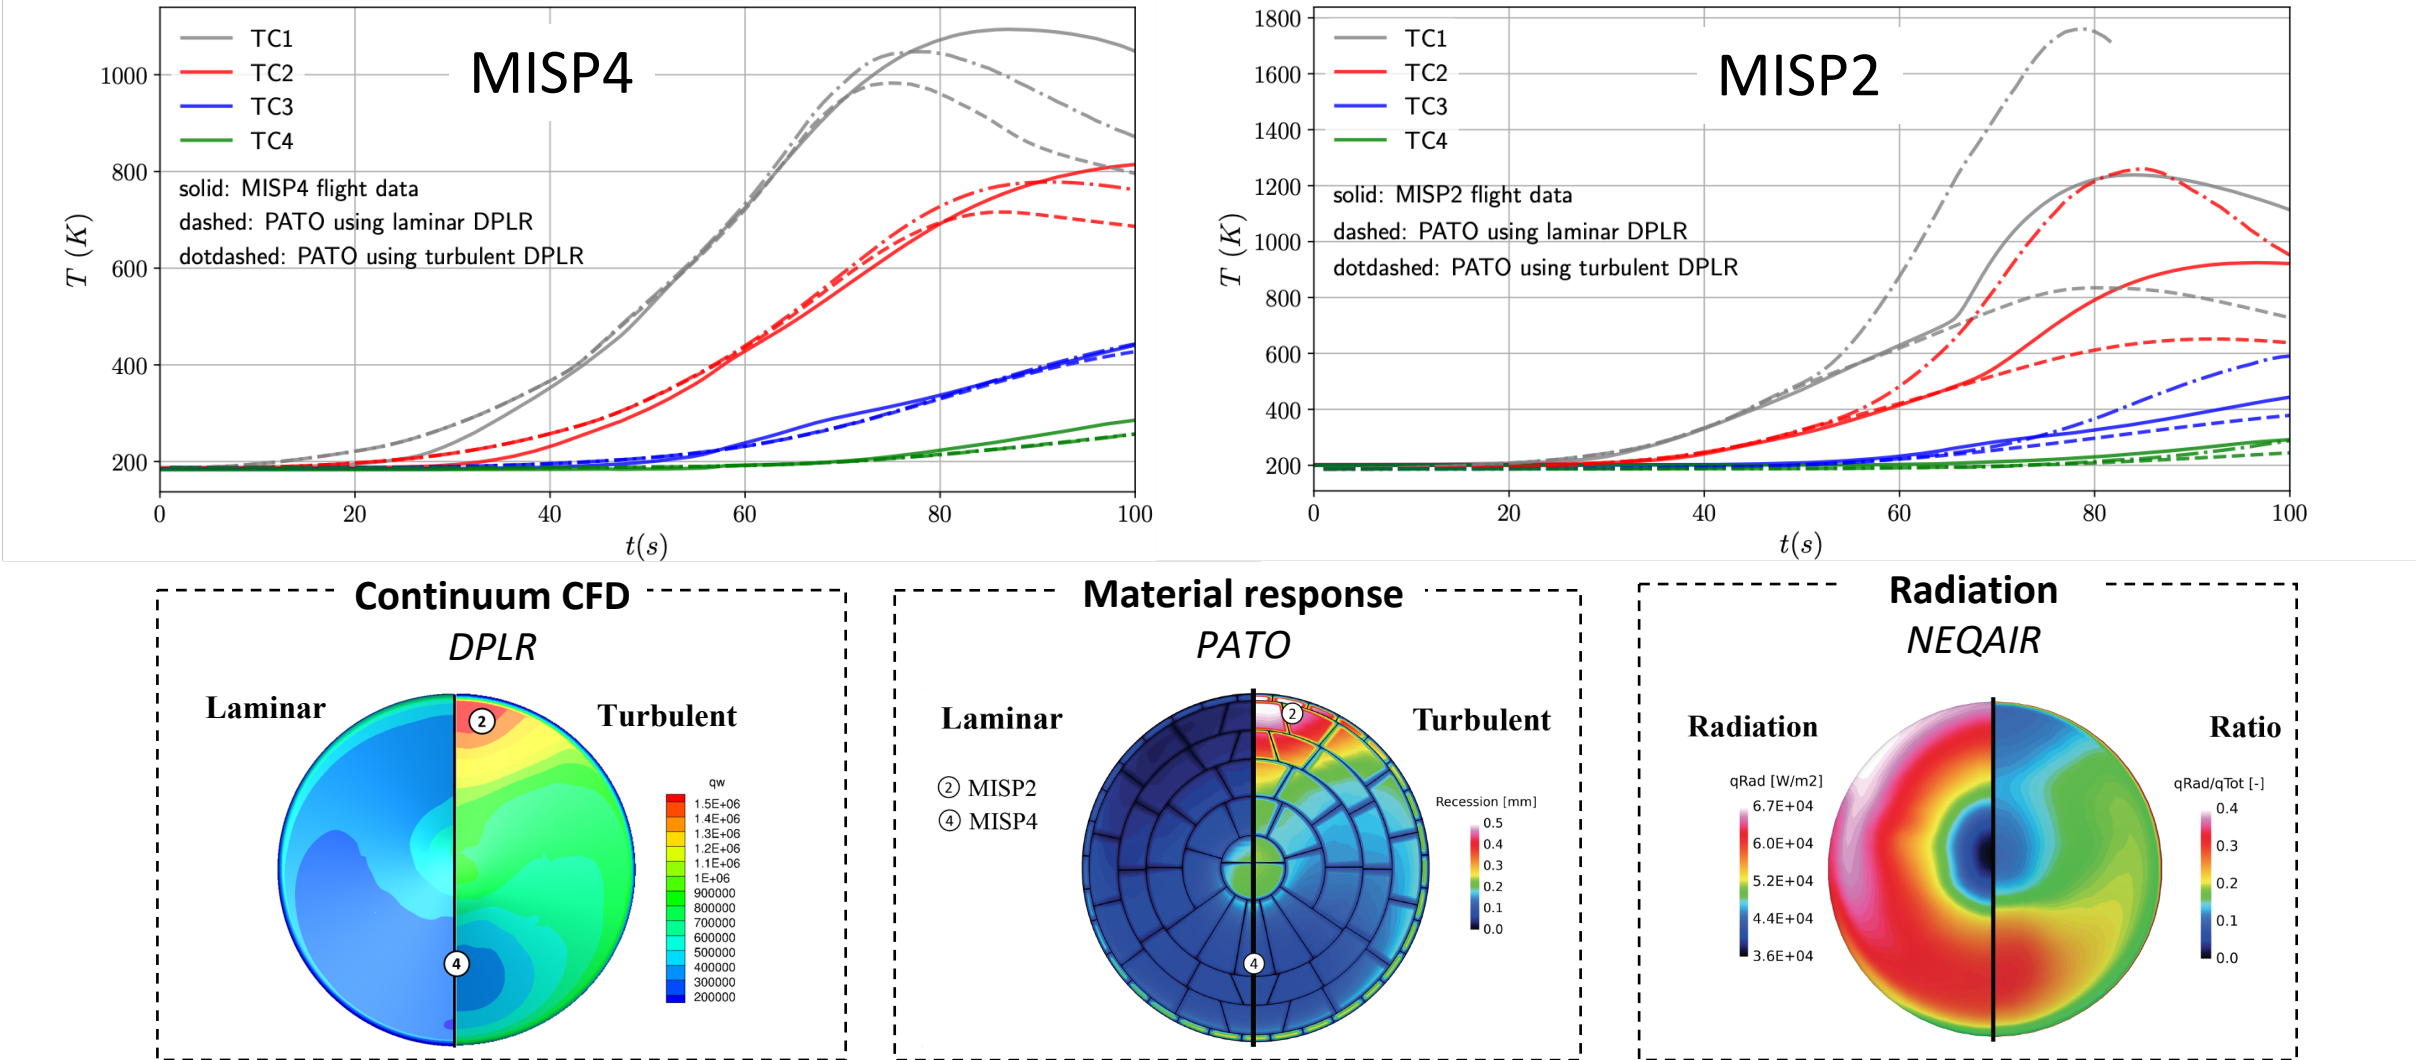 MISP4
TC1
TC2
TC3
TC4
solid: MISP4 flight data
dashed: PATO using laminar DPLR
dotdashed: PATO using turbulent DPLR
1000
800
600
400
200
T (K)
0 20 40 60 80 100
t(s)
MISP2
TC1
TC2
TC3
TC4
solid: MISP2 flight data
dashed: PATO using laminar DPLR
dotdashed: PATO using turbulent DPLR
1800
1600
1400
1200
1000
800
600
400
200
T (K)
0 20 40 60 80 100
t(s)
Continuum CFD
DPLR
Laminar
Turbulent
2
4
qw
1.5E+06
1.4E+06
1.3E+06
1.2E+06
1.1E+06
1E+06
900000
800000
700000
600000
500000
400000
300000
200000
Material response
PATO
Laminar
Turbulent
2 MISP2
4 MISP4
2
4
Recession [mm]
0.5
0.4
0.3
0.2
0.1
0.0
Radiation
NEQAIR
Radiation
Ratio
qRad [W/m2]
6.7E+04
6.0E+04
5.2E+04
4.4E+04
3.6E+04
qRad/qTot [-]
0.4
0.3
0.2
0.1
0.0